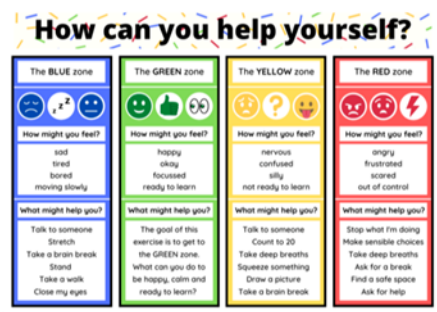 How can you help yourself?
The BLUE zone
z z z
How might you feel?
sad
tired
bored
moving slowly
What might help you?
Talk to someone
Stretch
Take a brain break
Stand
Take a walk
Close my eyes
The GREEN zone
How might you feel?
happy
okay
focussed
ready to learn
What might help you?
The goal of this
exercise is to get to
the GREEN zone.
What can you do to
be happy, calm and
ready to learn?
The YELLOW zone
?
How might you feel?
nervous
confused
silly
not ready to learn
What might help you?
Talk to someone
Count to 20
Take deep breaths
Squeeze something
Draw a picture
Take a brain break
The RED zone
How might you feel?
angry
frustrated
scared
out of control
What might help you?
Stop what I'm doing
Make sensible choices
Take deep breaths
Ask for a break
Find a safe space
Ask for help